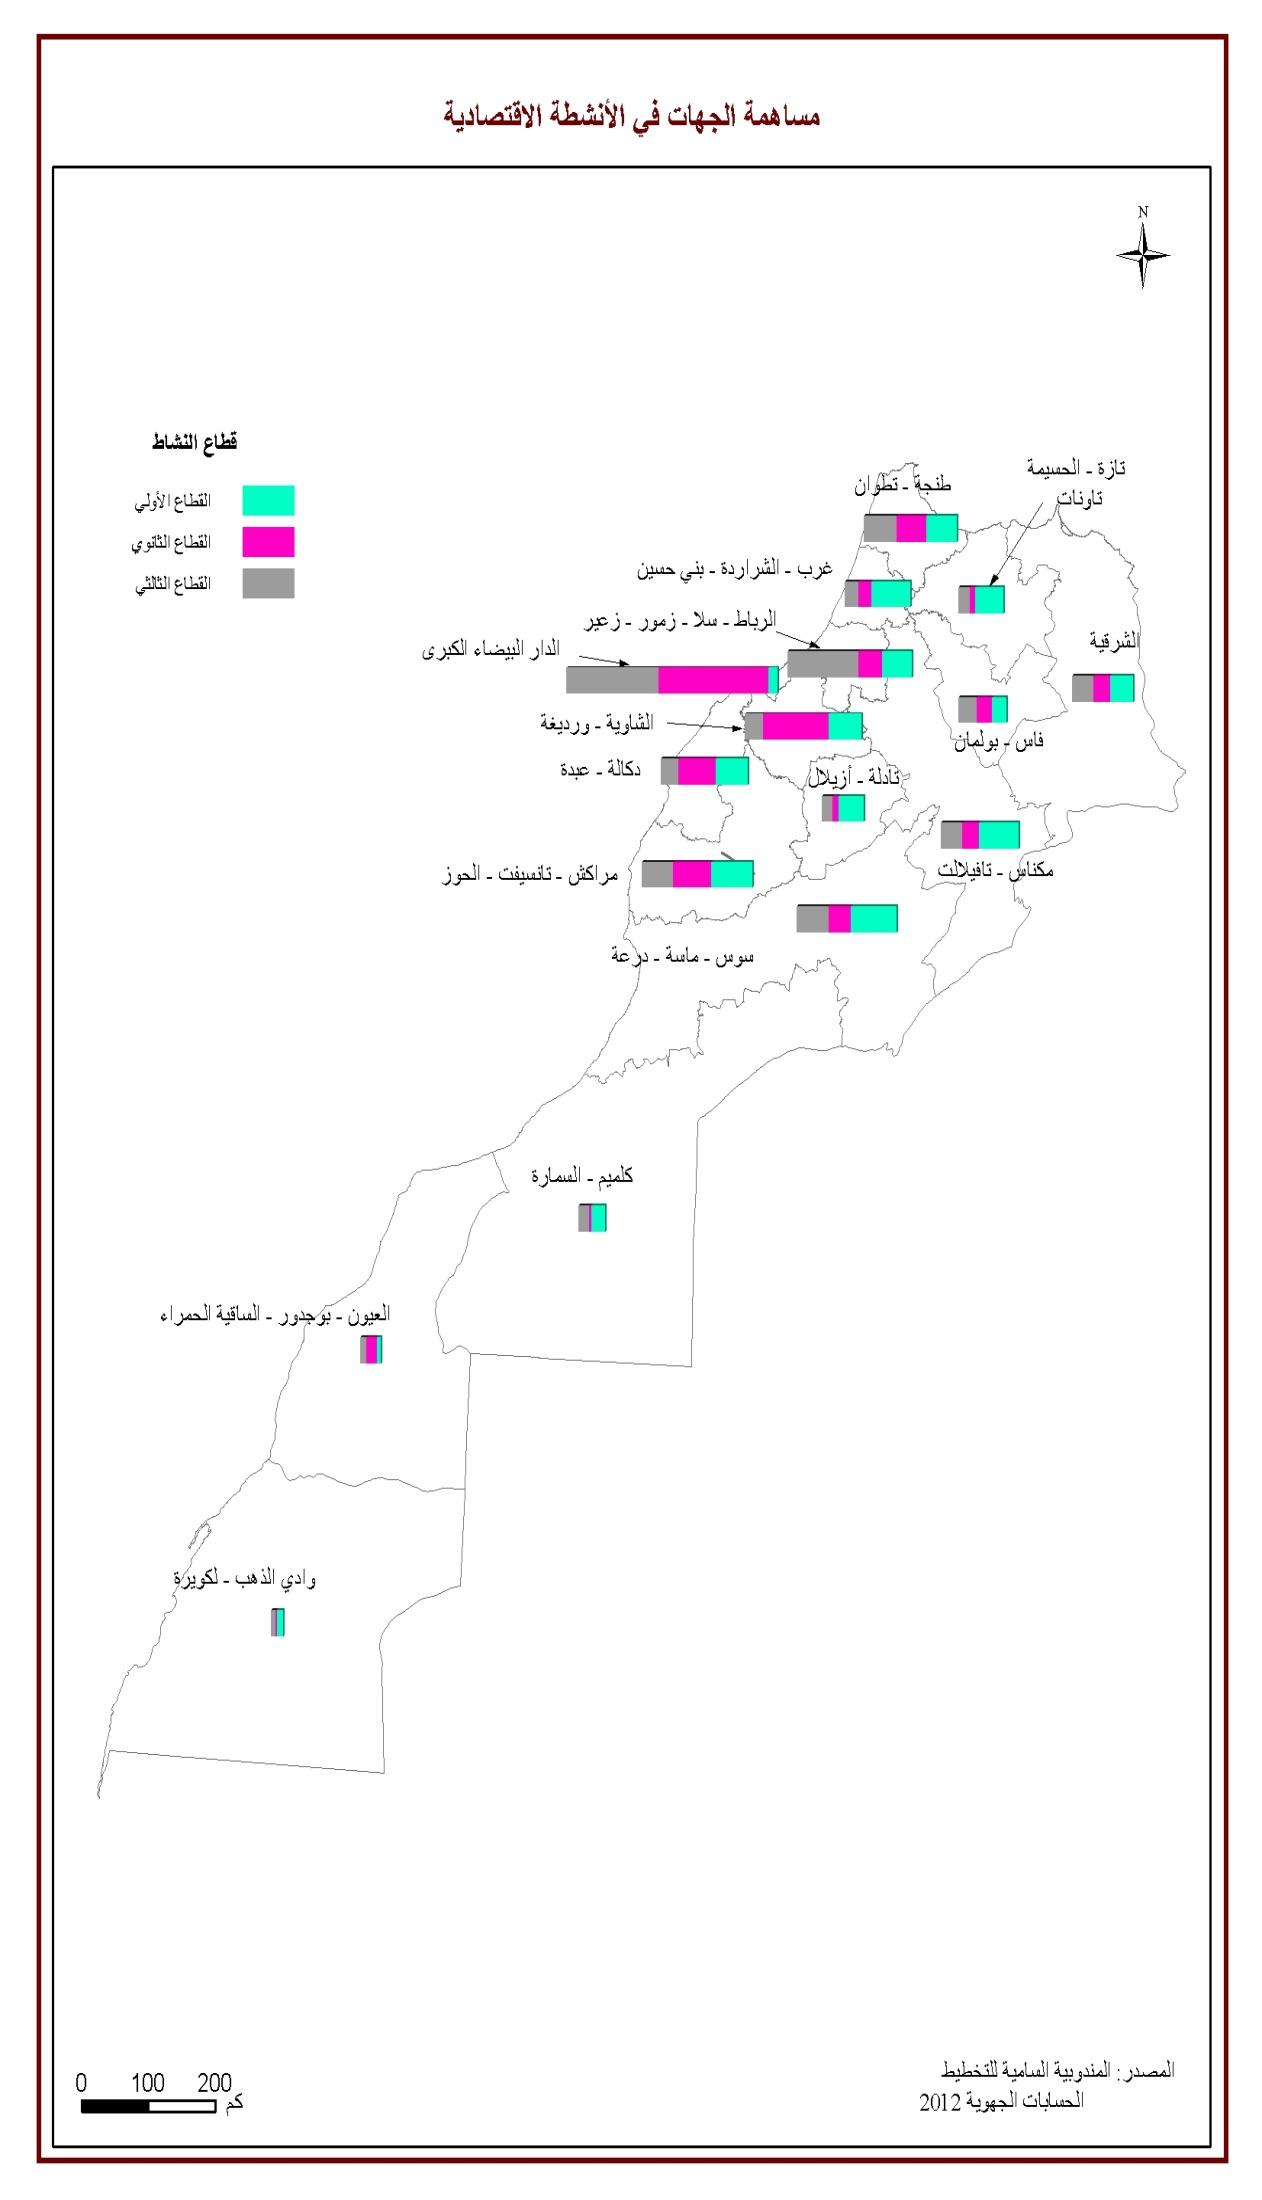 مساهمة الجهات في الأنشطة الاقتصادية
N
قطاع النشاط
القطاع الأولي
القطاع الثانوي
القطاع الثالثي
تازة - الحسيمة
تاونات
طنجة - تطوان
غرب - الشراردة - بني حسين
الرباط - سلا - زمور - زعير
الشرقية
الدار البيضاء الكبرى
الشاوية - ورديغة
فاس - بولمان
دكالة - عبدة
تادلة - أزيلال
مكناس - تافيلالت
مراكش - تانسيفت - الحوز
سوس - ماسة - درعة
كلميم - السمارة
العيون - بوجدور - الساقية الحمراء
وادي الذهب - لكويرة
المصدر: المندوبية السامية للتخطيط
الحسابات الجهوية 2012
0 100 200
كم